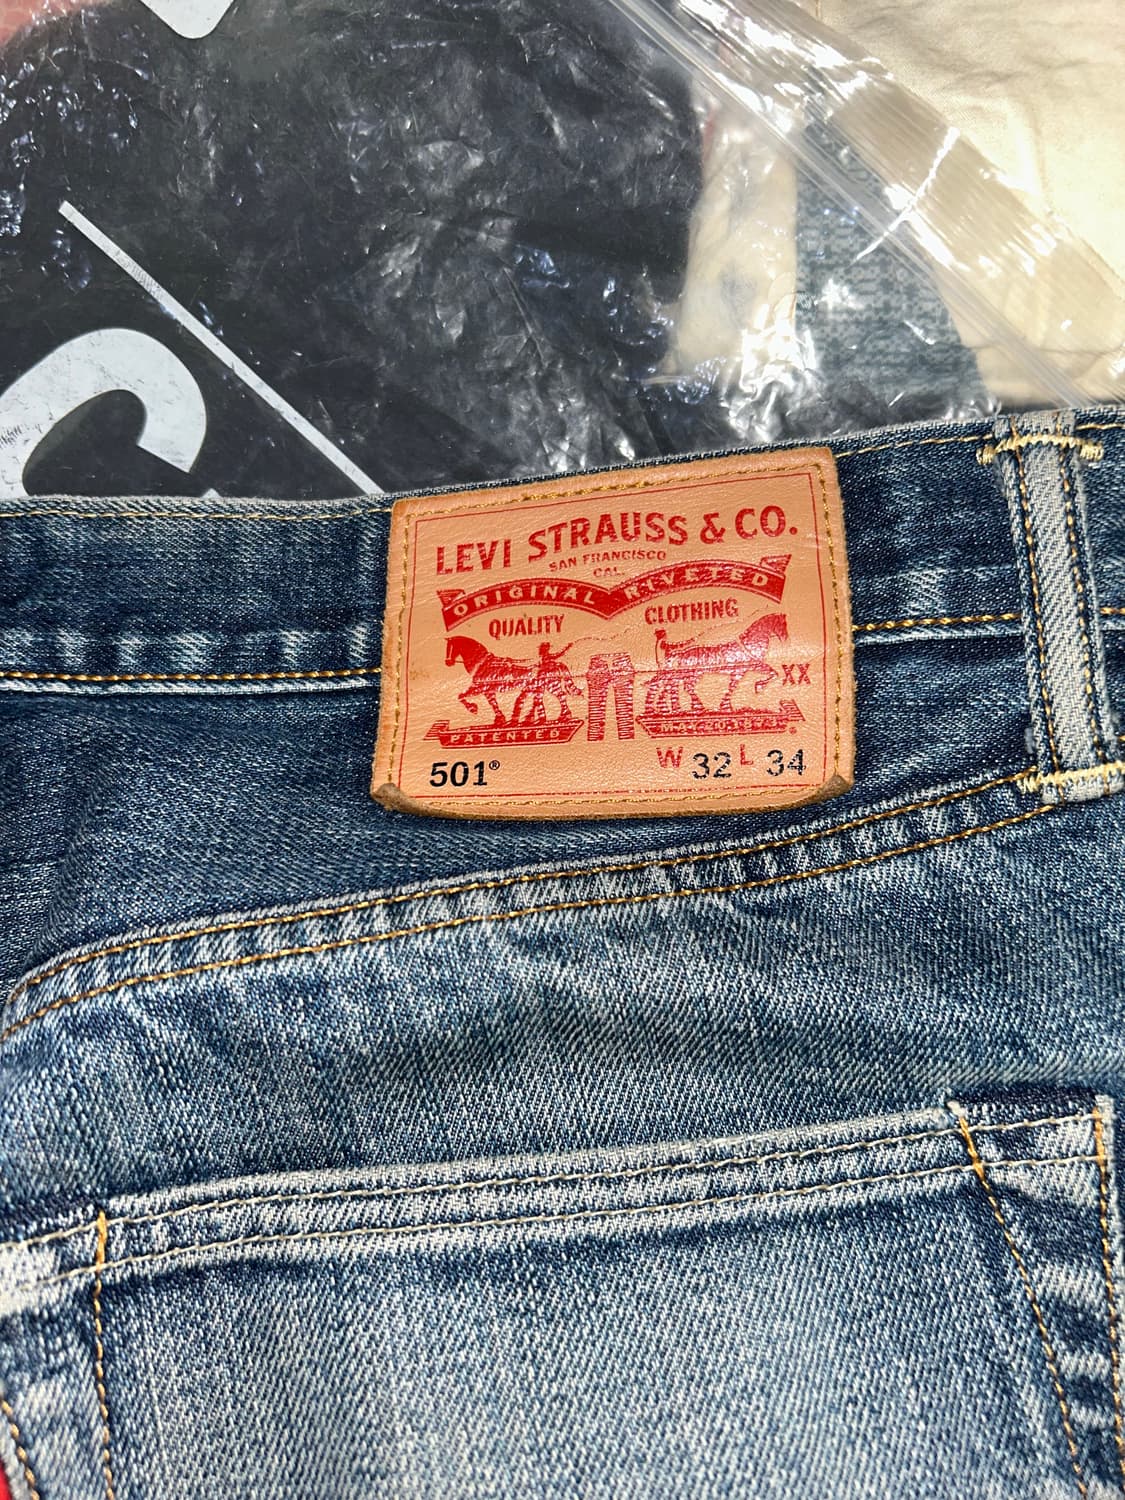 LEVI STRAUSS & CO.
SAN FRANCISCO
CAL.
ORIGINAL RIVETED
QUALITY CLOTHING
XX
PATENTED
501® W 32 L 34